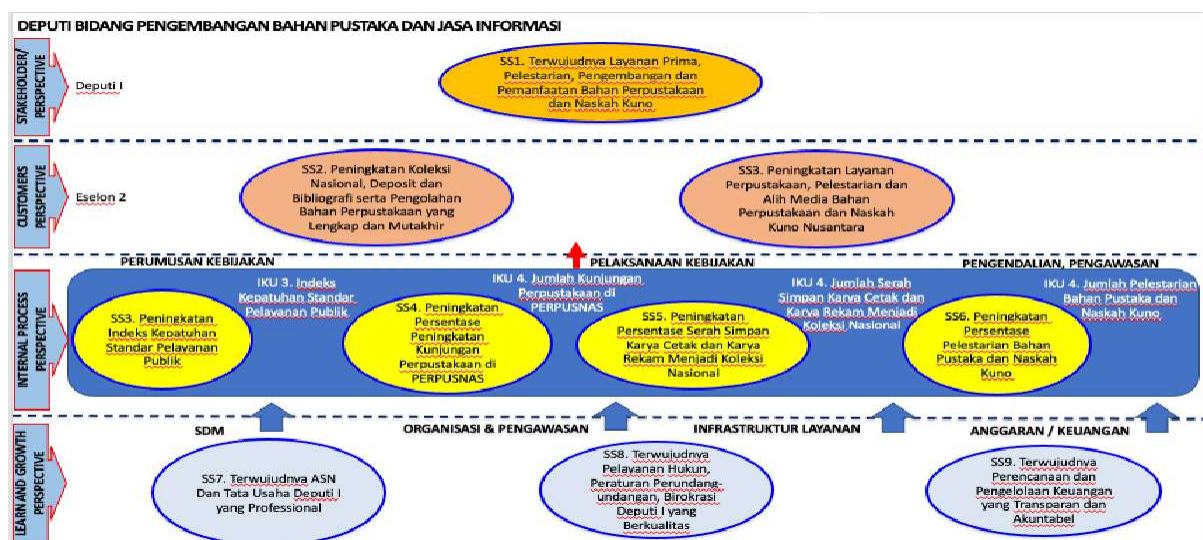 DEPUTI BIDANG PENGEMBANGAN BAHAN PUSTAKA DAN JASA INFORMASI
STAKEHOLDER/
PERSPECTIVE
Deputi I
SS1. Terwujudnya Layanan Prima,
Pelestarian, Pengembangan dan
Pemanfaatan Bahan Perpustakaan
dan Naskah Kuno
CUSTOMERS
PERSPECTIVE
Eselon 2
SS2. Peningkatan Koleksi
Nasional, Deposit dan
Bibliografi serta Pengolahan
Bahan Perpustakaan yang
Lengkap dan Mutakhir
SS3. Peningkatan Layanan
Perpustakaan, Pelestarian dan
Alih Media Bahan
Perpustakaan dan Naskah
Kuno Nusantara
INTERNAL PROCESS
PERSPECTIVE
PERUMUSAN KEBIJAKAN
PELAKSANAAN KEBIJAKAN
PENGENDALIAN, PENGAWASAN
SS3. Peningkatan
Indeks Kepatuhan
Standar Pelayanan
Publik
IKU 3. Indeks
Kepatuhan Standar
Pelayanan Publik
SS4. Peningkatan
Persentase
Peningkatan
Kunjungan
Perpustakaan di
PERPUSNAS
IKU 4. Jumlah Kunjungan
Perpustakaan di
PERPUSNAS
SS5. Peningkatan
Persentase Serah Simpan
Karya Cetak dan Karya
Rekam Menjadi Koleksi
Nasional
IKU 4. Jumlah Serah
Simpan Karya Cetak dan
Karya Rekam Menjadi
Koleksi Nasional
SS6. Peningkatan
Persentase
Pelestarian Bahan
Pustaka dan Naskah
Kuno
IKU 4. Jumlah Pelestarian
Bahan Pustaka dan
Naskah Kuno
LEARN AND GROWTH
PERSPECTIVE
SDM
ORGANISASI & PENGAWASAN
INFRASTRUKTUR LAYANAN
ANGGARAN / KEUANGAN
SS7. Terwujudnya ASN
Dan Tata Usaha Deputi I
yang Professional
SS8. Terwujudnya
Pelayanan Hukun,
Peraturan Perundang-
undangan, Birokrasi
Deputi I yang
Berkualitas
SS9. Terwujudnya
Perencanaan dan
Pengelolaan Keuangan
yang Transparan dan
Akuntabel